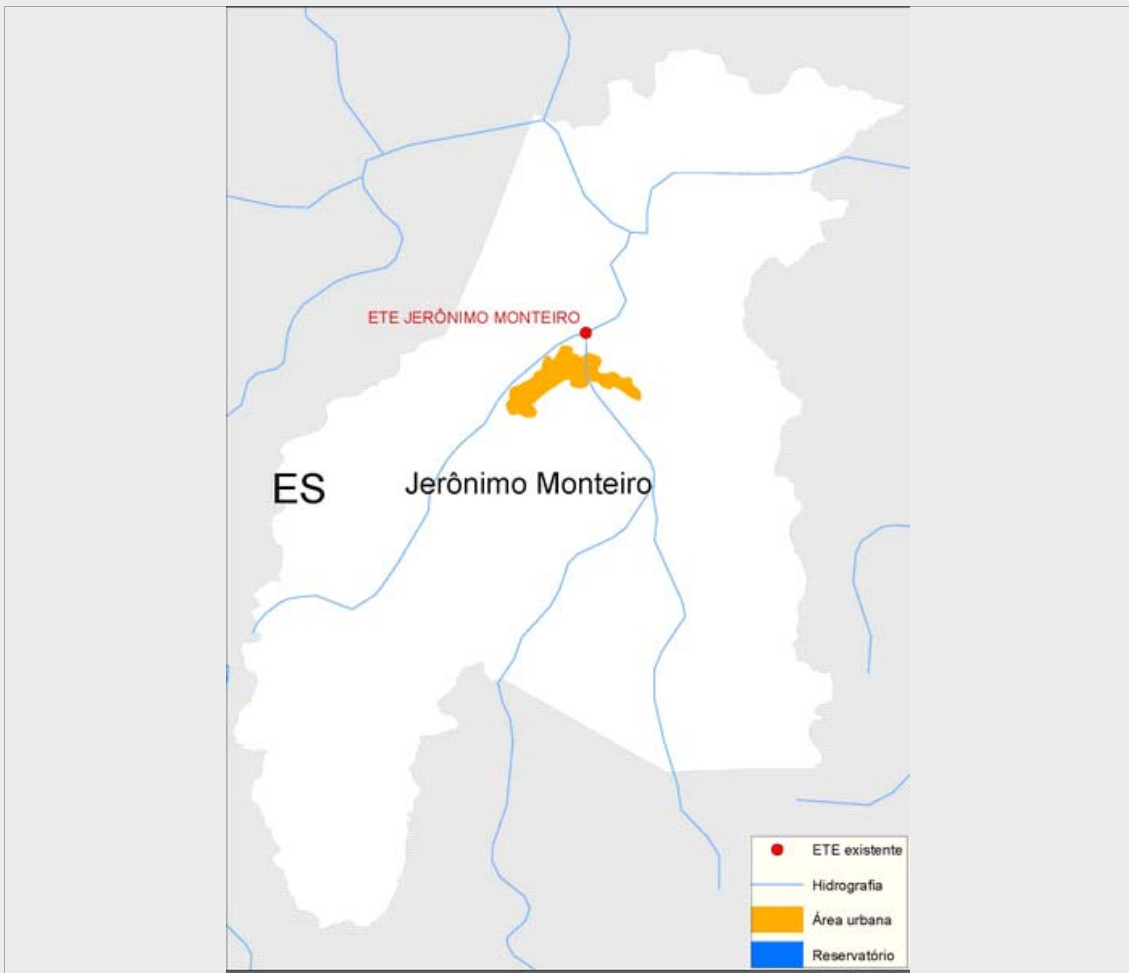 ETE JERÔNIMO MONTEIRO
ES
Jerônimo Monteiro
ETE existente
Hidrografia
Área urbana
Reservatório